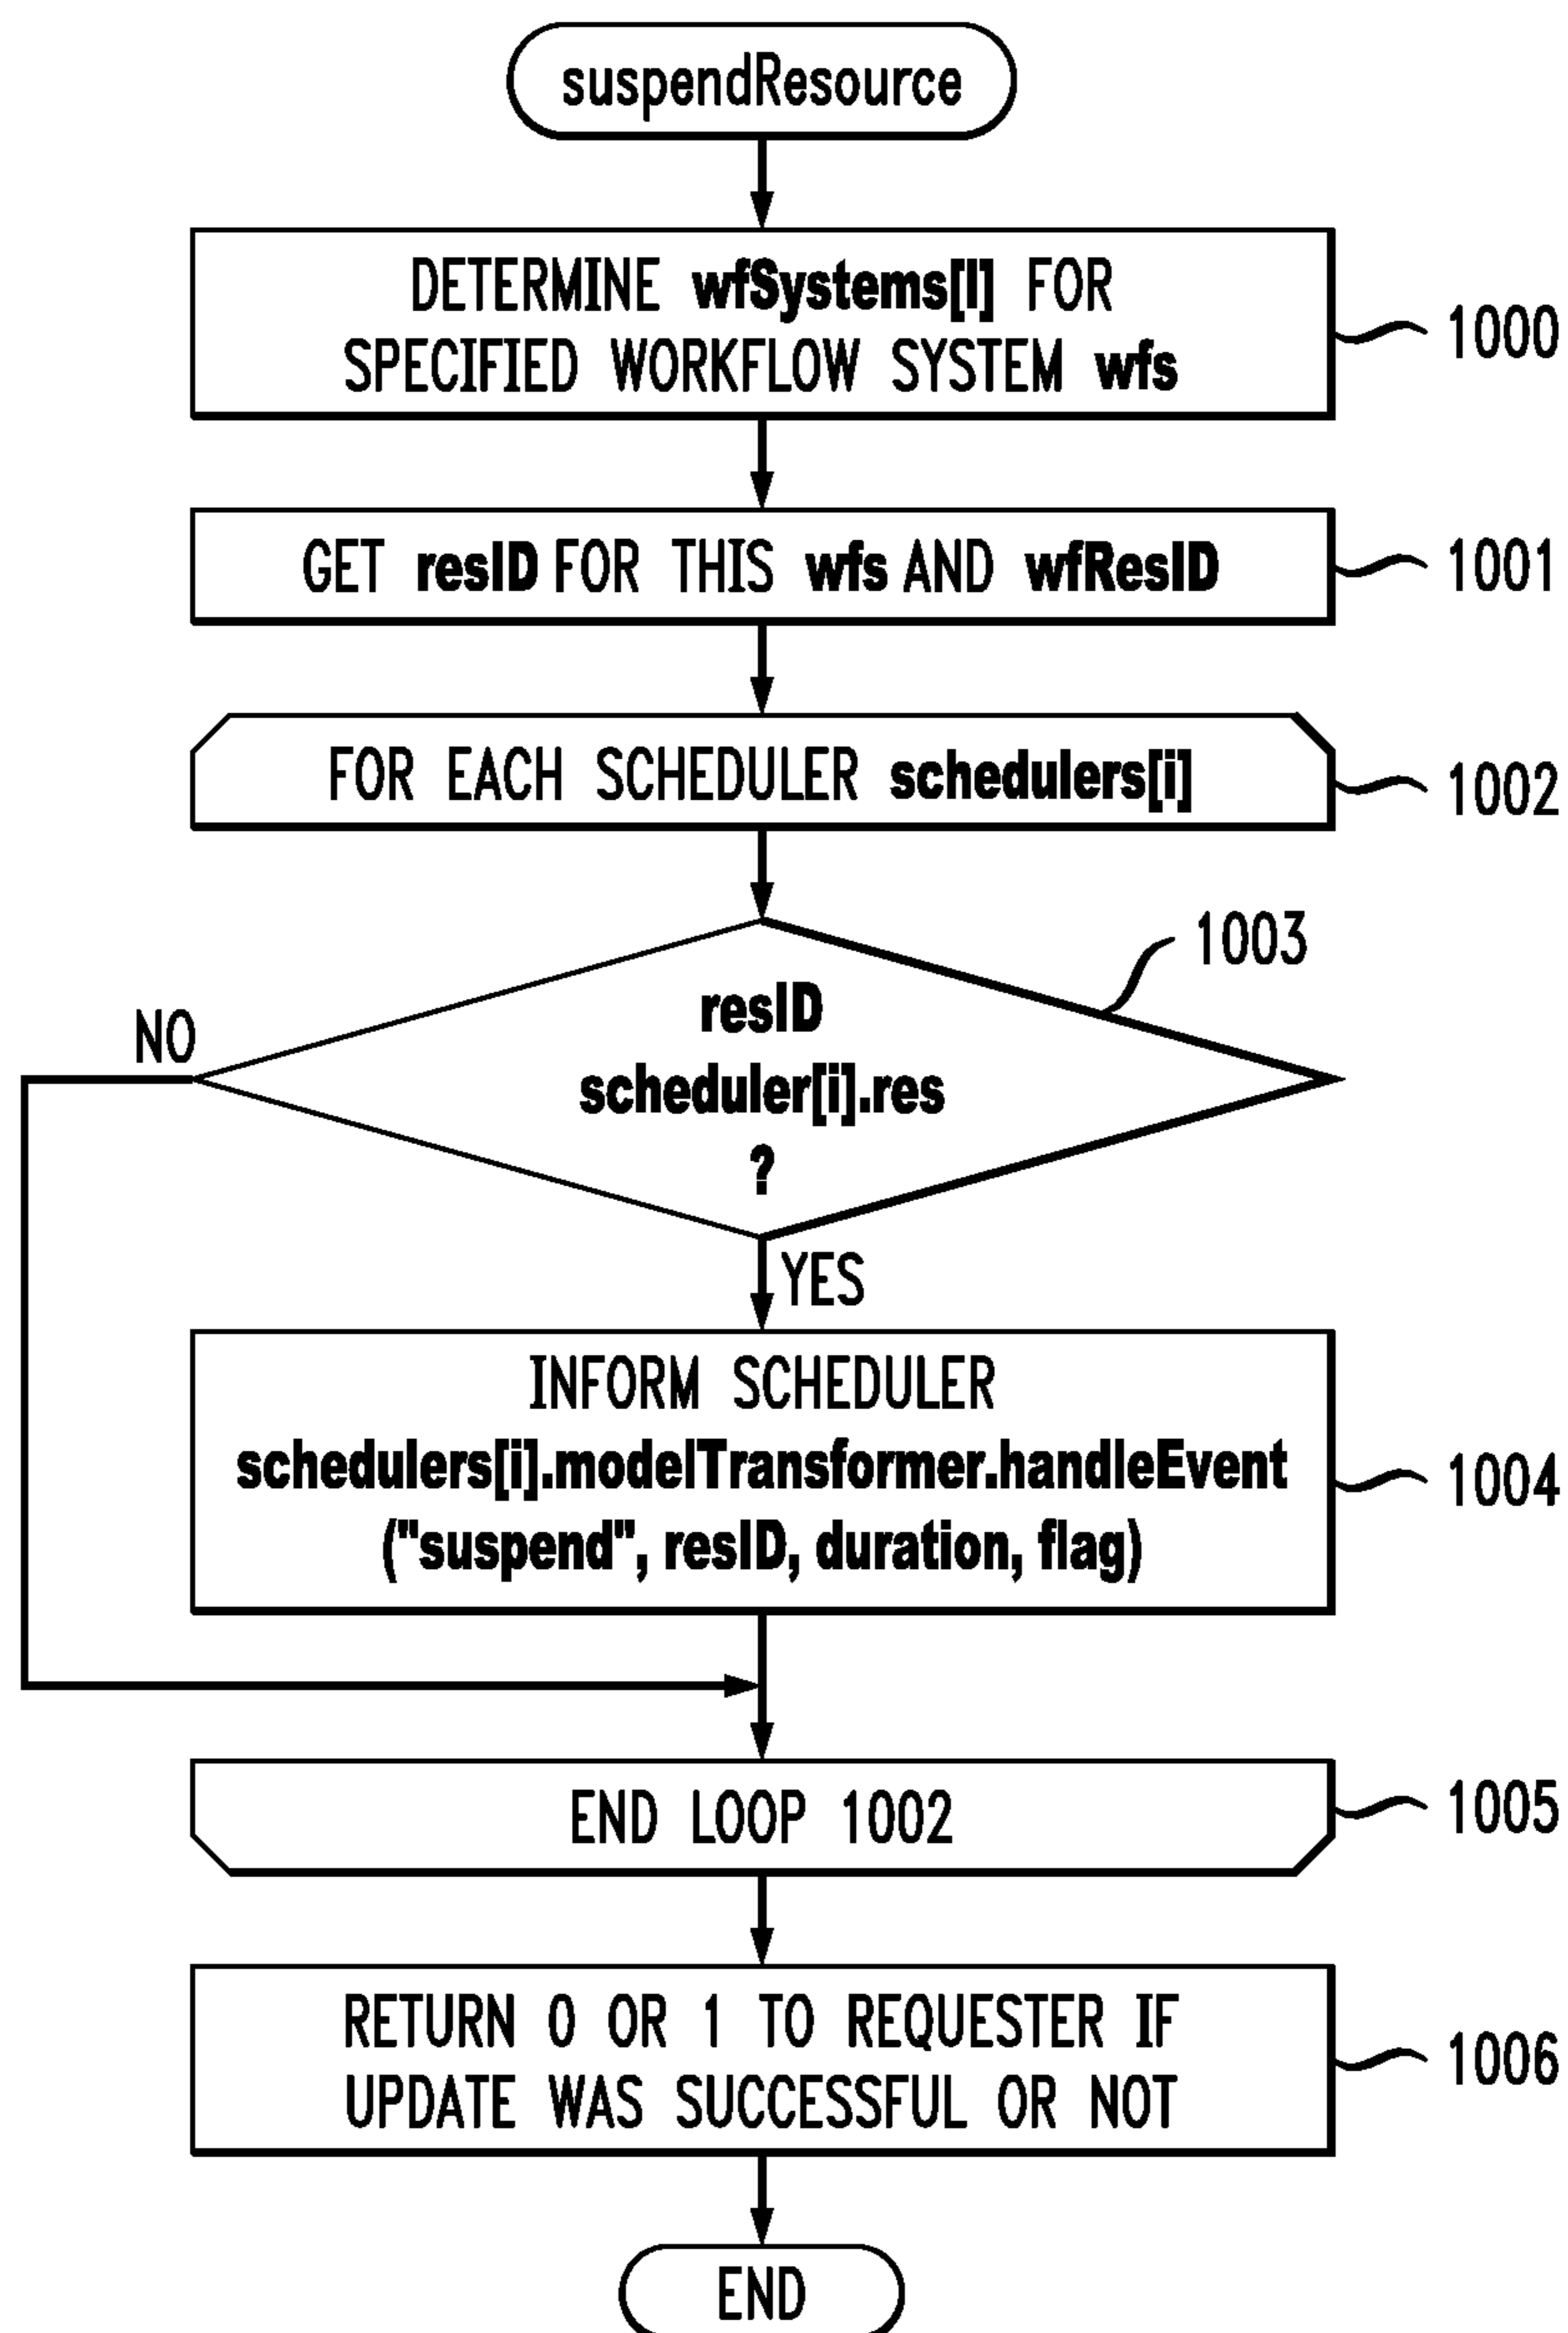 suspendResource
DETERMINE wfSystems[l] FOR
SPECIFIED WORKFLOW SYSTEM wfs
1000
GET resID FOR THIS wfs AND wfResID
1001
FOR EACH SCHEDULER schedulers[i]
1002
1003
resID
scheduler[i].res
?
NO
YES
INFORM SCHEDULER
schedulers[i].modelTransformer.handleEvent
("suspend", resID, duration, flag)
1004
END LOOP 1002
1005
RETURN 0 OR 1 TO REQUESTER IF
UPDATE WAS SUCCESSFUL OR NOT
1006
END